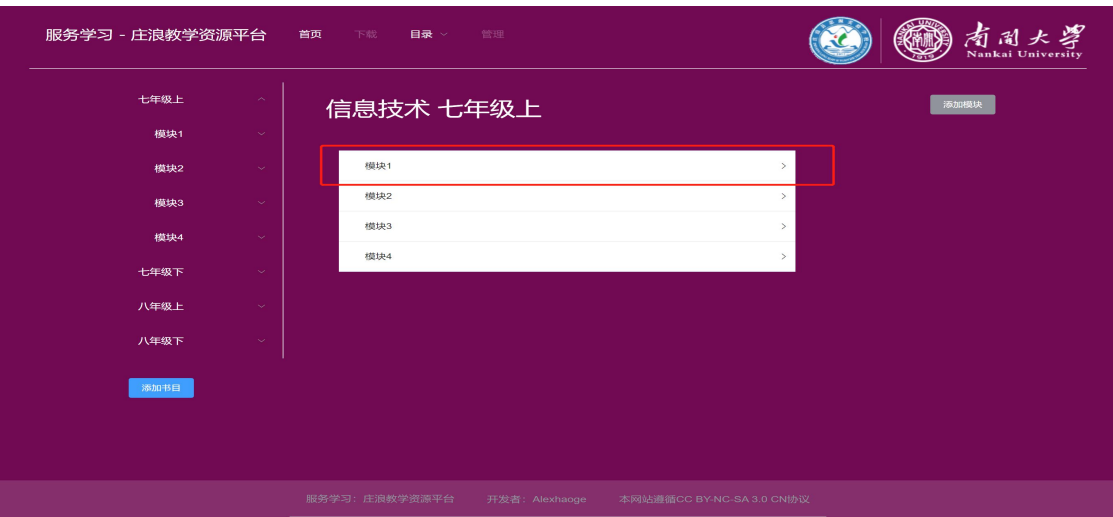 服务学习 - 庄浪教学资源平台 首页 下载 目录 管理
南开大学
Nankai University
七年级上
模块1
模块2
模块3
模块4
七年级下
八年级上
八年级下
添加书目
信息技术 七年级上
添加模块
模块1
模块2
模块3
模块4
服务学习：庄浪教学资源平台 开发者：Alexhaoge 本网站遵循CC BY-NC-SA 3.0 CN协议